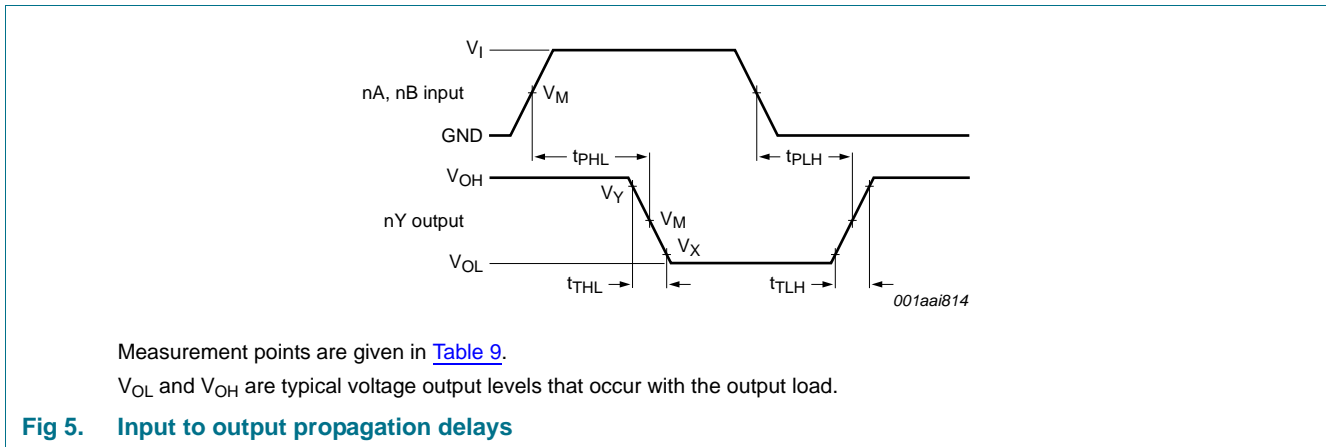 V_I
nA, nB input
V_M
GND
t_PHL
t_PLH
V_OH
V_Y
nY output
V_M
V_X
V_OL
t_THL
t_TLH
001aai814
Measurement points are given in Table 9.
V_OL and V_OH are typical voltage output levels that occur with the output load.
Fig 5. Input to output propagation delays